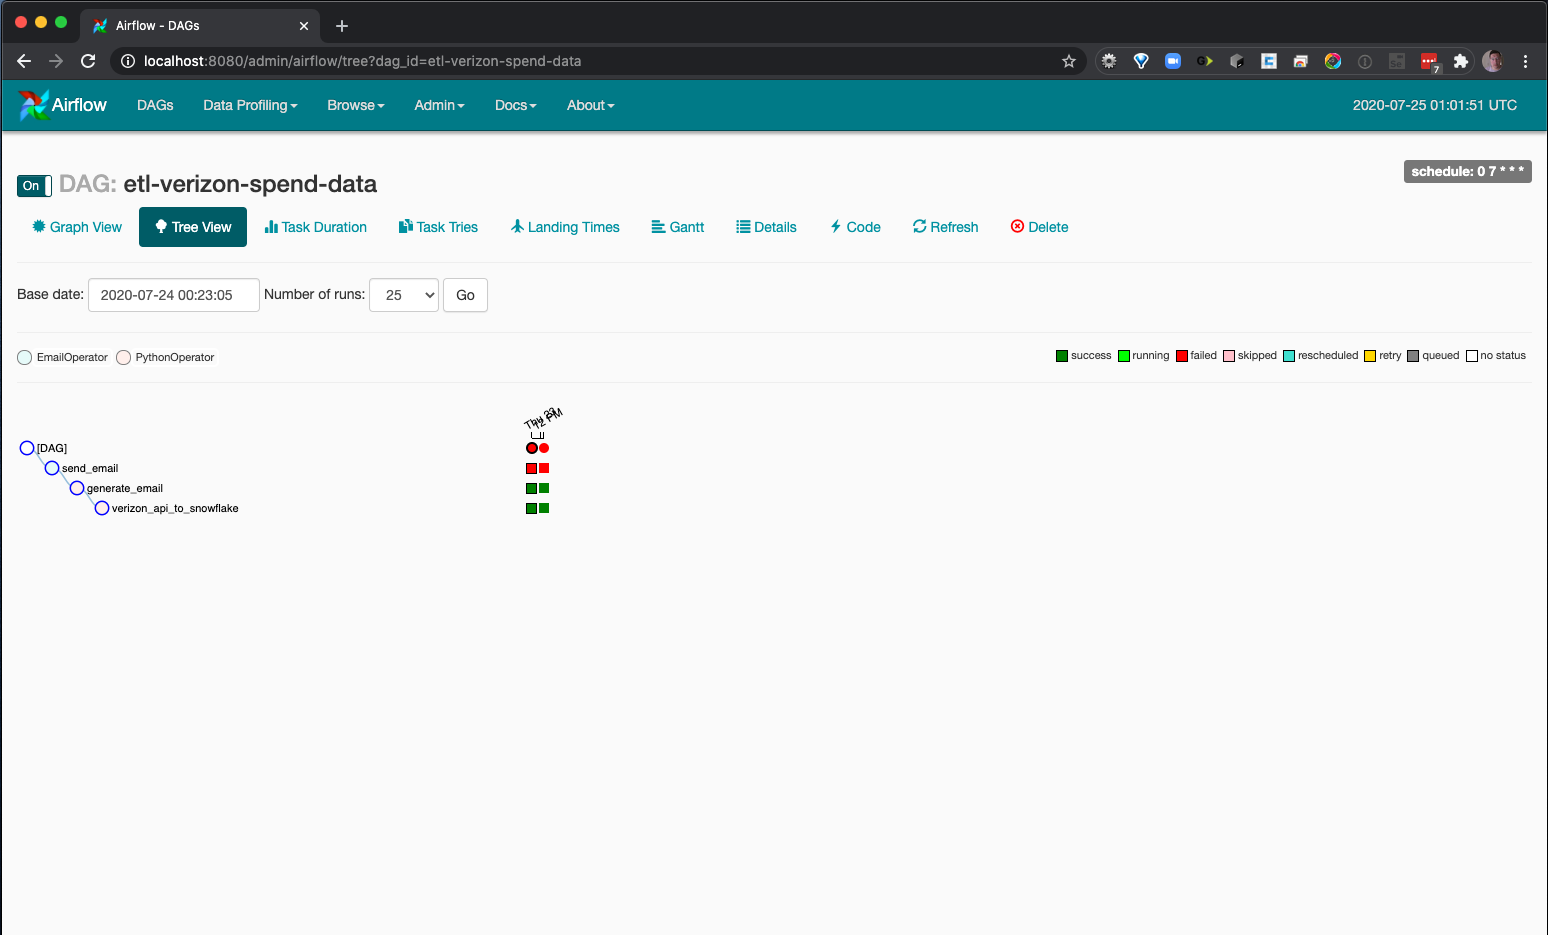 Airflow - DAGs
localhost:8080/admin/airflow/tree?dag_id=etl-verizon-spend-data
7
Airflow DAGs Data Profiling Browse Admin Docs About 2020-07-25 01:01:51 UTC
On DAG: etl-verizon-spend-data schedule: 0 7 * * *
Graph View Tree View Task Duration Task Tries Landing Times Gantt Details Code Refresh Delete
Base date: 2020-07-24 00:23:05 Number of runs: 25 Go
EmailOperator PythonOperator success running failed skipped rescheduled retry queued no status
PM
[DAG]
send_email
generate_email
verizon_api_to_snowflake